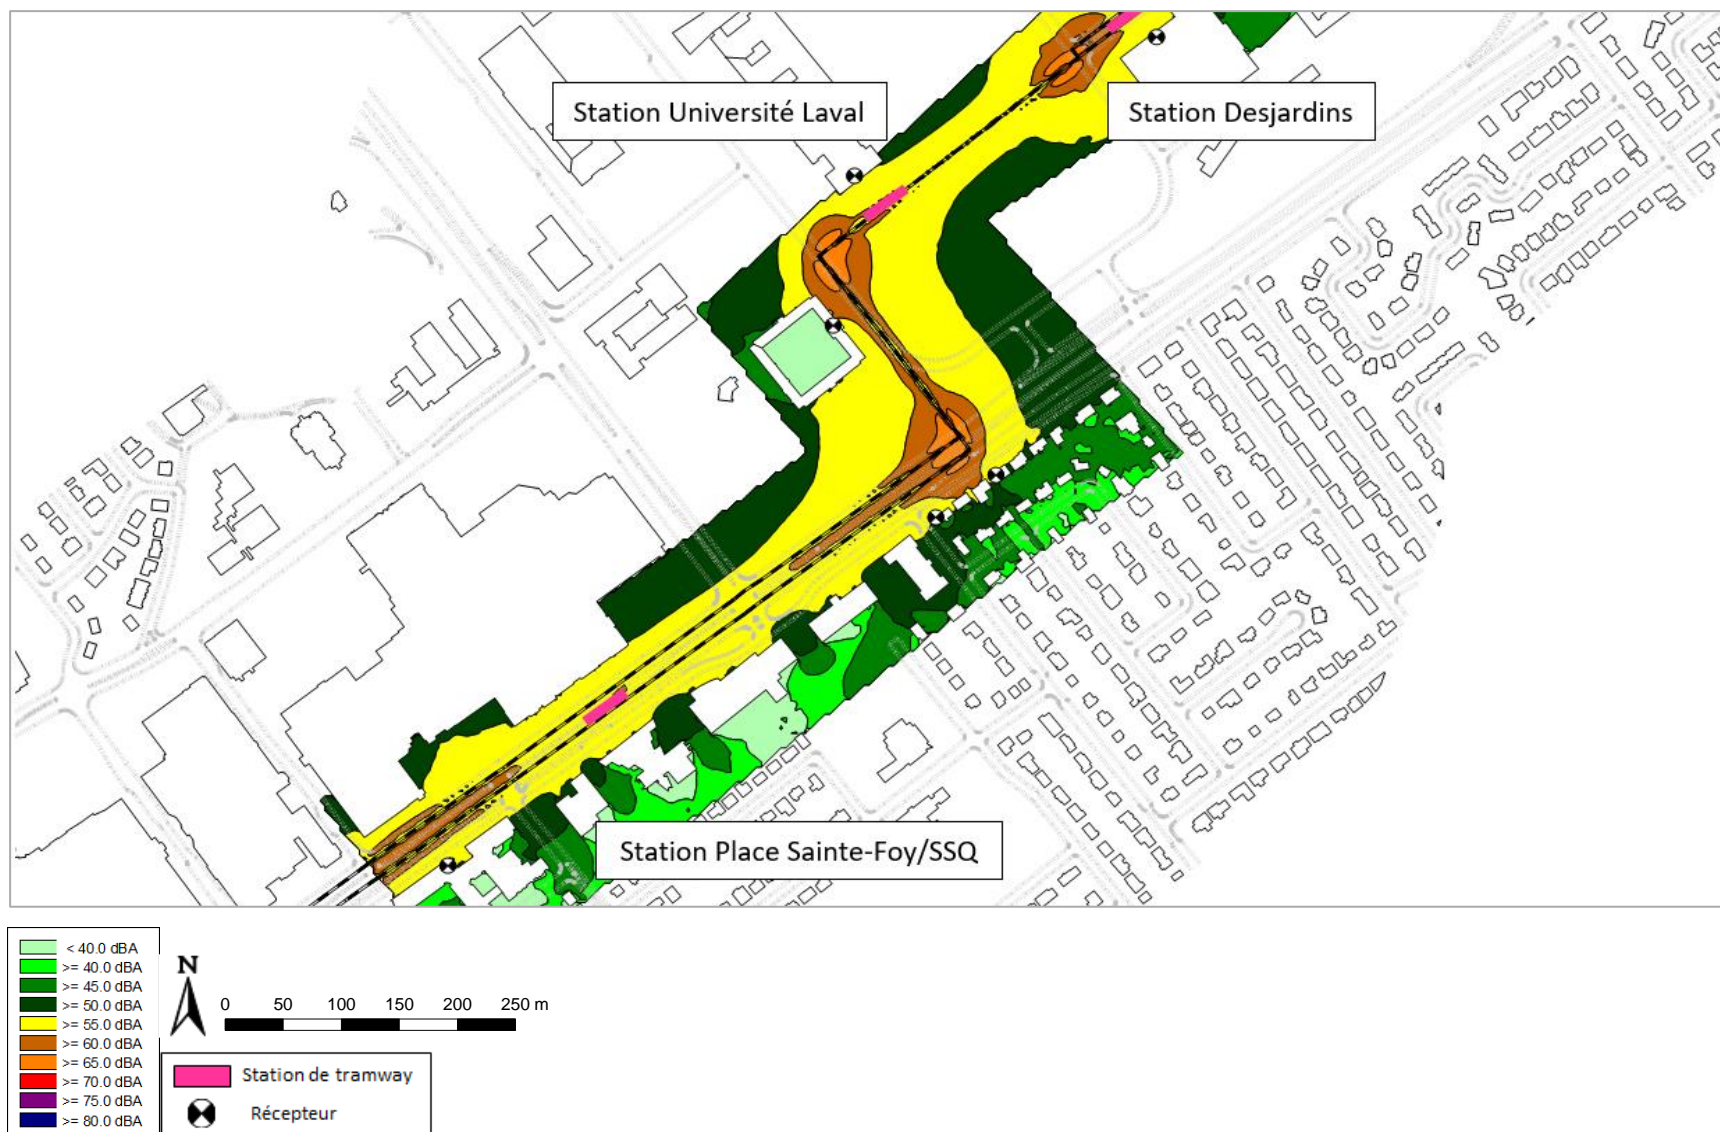 Station Université Laval
Station Desjardins
Station Place Sainte-Foy/SSQ
< 40.0 dBA
>= 40.0 dBA
>= 45.0 dBA
>= 50.0 dBA
>= 55.0 dBA
>= 60.0 dBA
>= 65.0 dBA
>= 70.0 dBA
>= 75.0 dBA
>= 80.0 dBA
N
0 50 100 150 200 250 m
Station de tramway
Récepteur